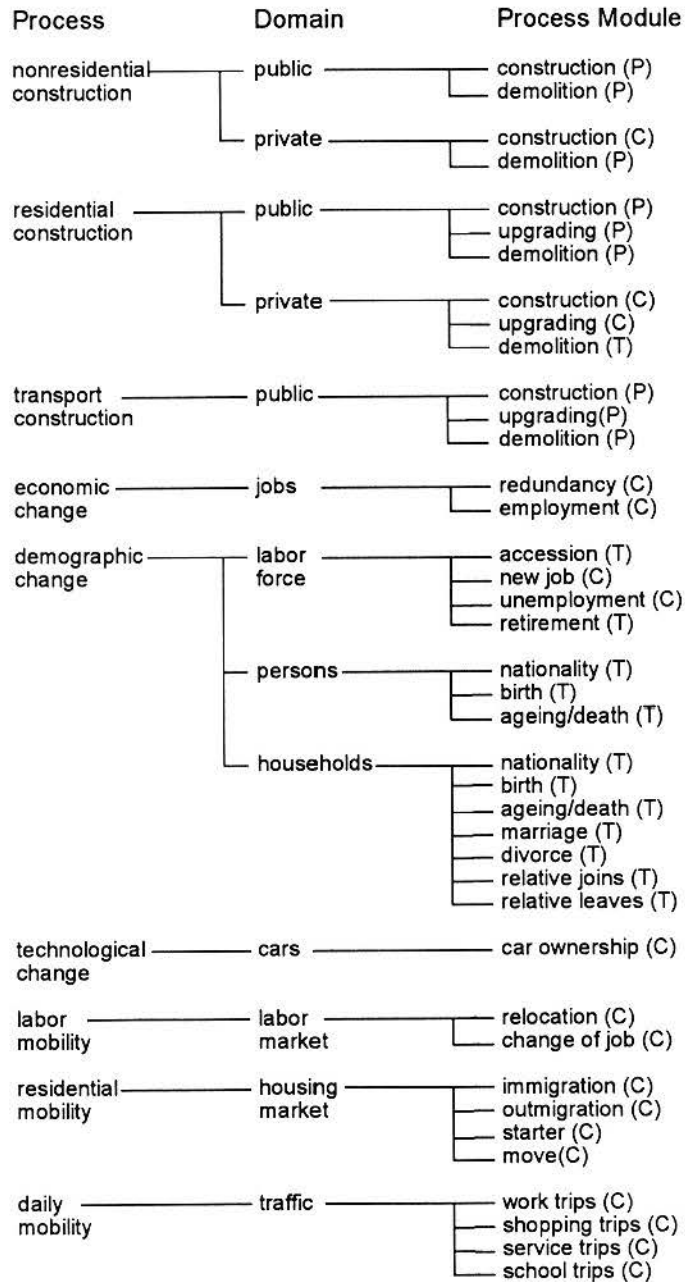 Process Domain Process Module
nonresidential public construction (P)
construction demolition (P)
private construction (C)
demolition (P)
residential public construction (P)
construction upgrading (P)
demolition (P)
private construction (C)
upgrading (C)
demolition (T)
transport public construction (P)
construction upgrading(P)
demolition (P)
economic jobs redundancy (C)
change employment (C)
demographic labor accession (T)
change force new job (C)
unemployment (C)
retirement (T)
persons nationality (T)
birth (T)
ageing/death (T)
households nationality (T)
birth (T)
ageing/death (T)
marriage (T)
divorce (T)
relative joins (T)
relative leaves (T)
technological cars car ownership (C)
change
labor labor relocation (C)
mobility market change of job (C)
residential housing immigration (C)
mobility market outmigration (C)
starter (C)
move(C)
daily traffic work trips (C)
mobility shopping trips (C)
service trips (C)
school trips (C)